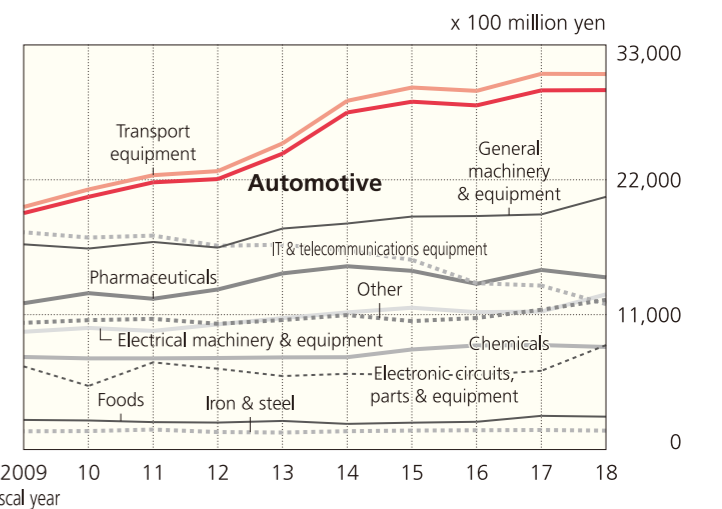 x 100 million yen
33,000
Transport
equipment
General
machinery
& equipment
22,000
Automotive
IT & telecommunications equipment
Pharmaceuticals
Other
11,000
Electrical machinery & equipment
Chemicals
Electronic circuits,
parts & equipment
Foods
Iron & steel
0
2009 10 11 12 13 14 15 16 17 18
scal year